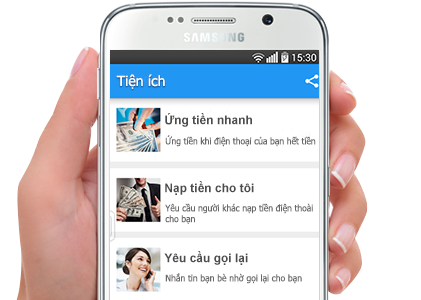 SAMSUNG
15:30
Tiện ích
Ứng tiền nhanh
Ứng tiền khi điện thoại của bạn hết tiền
Nạp tiền cho tôi
Yêu cầu người khác nạp tiền điện thoại
cho bạn
Yêu cầu gọi lại
Nhắn tin bạn bè nhờ gọi lại cho bạn